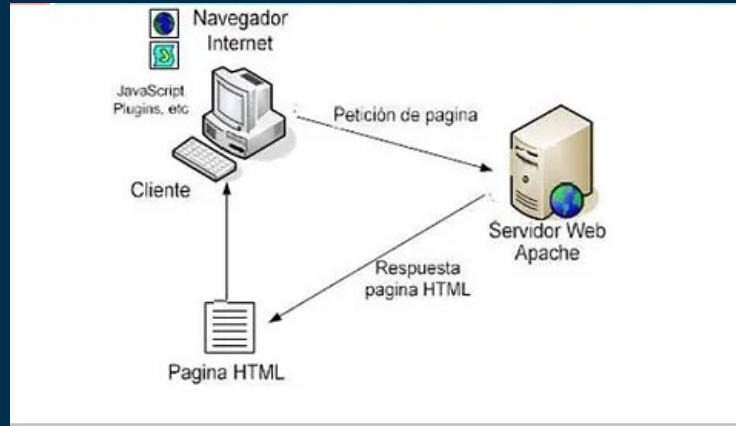 Navegador
Internet
JavaScript
Plugins, etc
Petición de pagina
Cliente
Servidor Web
Apache
Respuesta
pagina HTML
Pagina HTML